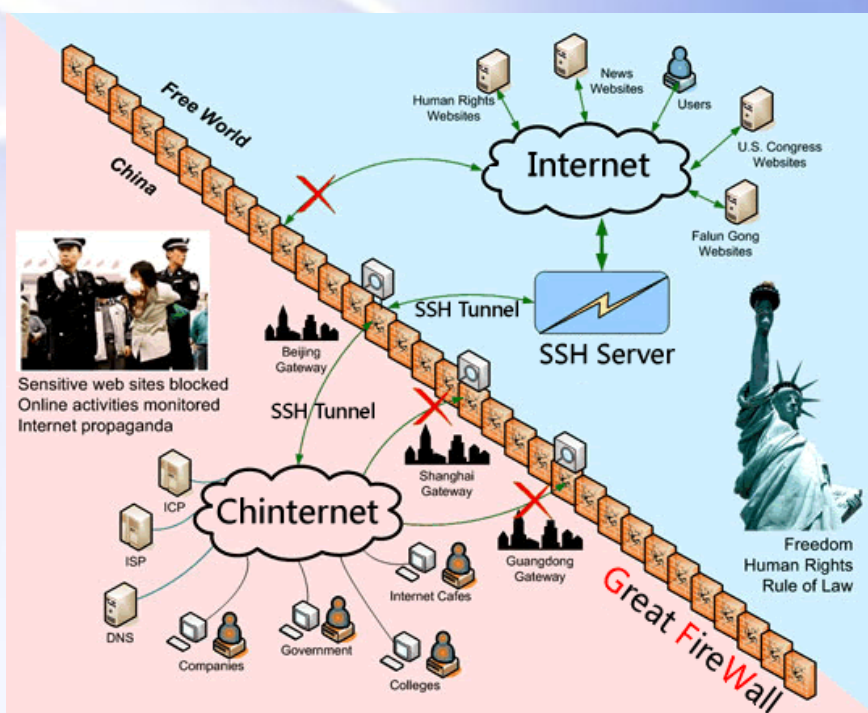 Free World
China
Human Rights
Websites
News
Websites
Users
U.S. Congress
Websites
Internet
Falun Gong
Websites
SSH Tunnel
SSH Server
Beijing
Gateway
Sensitive web sites blocked
Online activities monitored
Internet propaganda
SSH Tunnel
Shanghai
Gateway
ICP
Chinternet
ISP
Guangdong
Gateway
Freedom
Human Rights
Rule of Law
Internet Cafes
DNS
Companies
Government
Colleges
Great FireWall